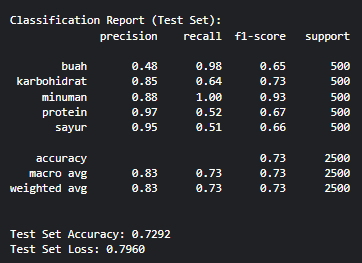 Classification Report (Test Set):
precision recall f1-score support
buah 0.48 0.98 0.65 500
karbohidrat 0.85 0.64 0.73 500
minuman 0.88 1.00 0.93 500
protein 0.97 0.52 0.67 500
sayur 0.95 0.51 0.66 500
accuracy 0.73 2500
macro avg 0.83 0.73 0.73 2500
weighted avg 0.83 0.73 0.73 2500
Test Set Accuracy: 0.7292
Test Set Loss: 0.7960